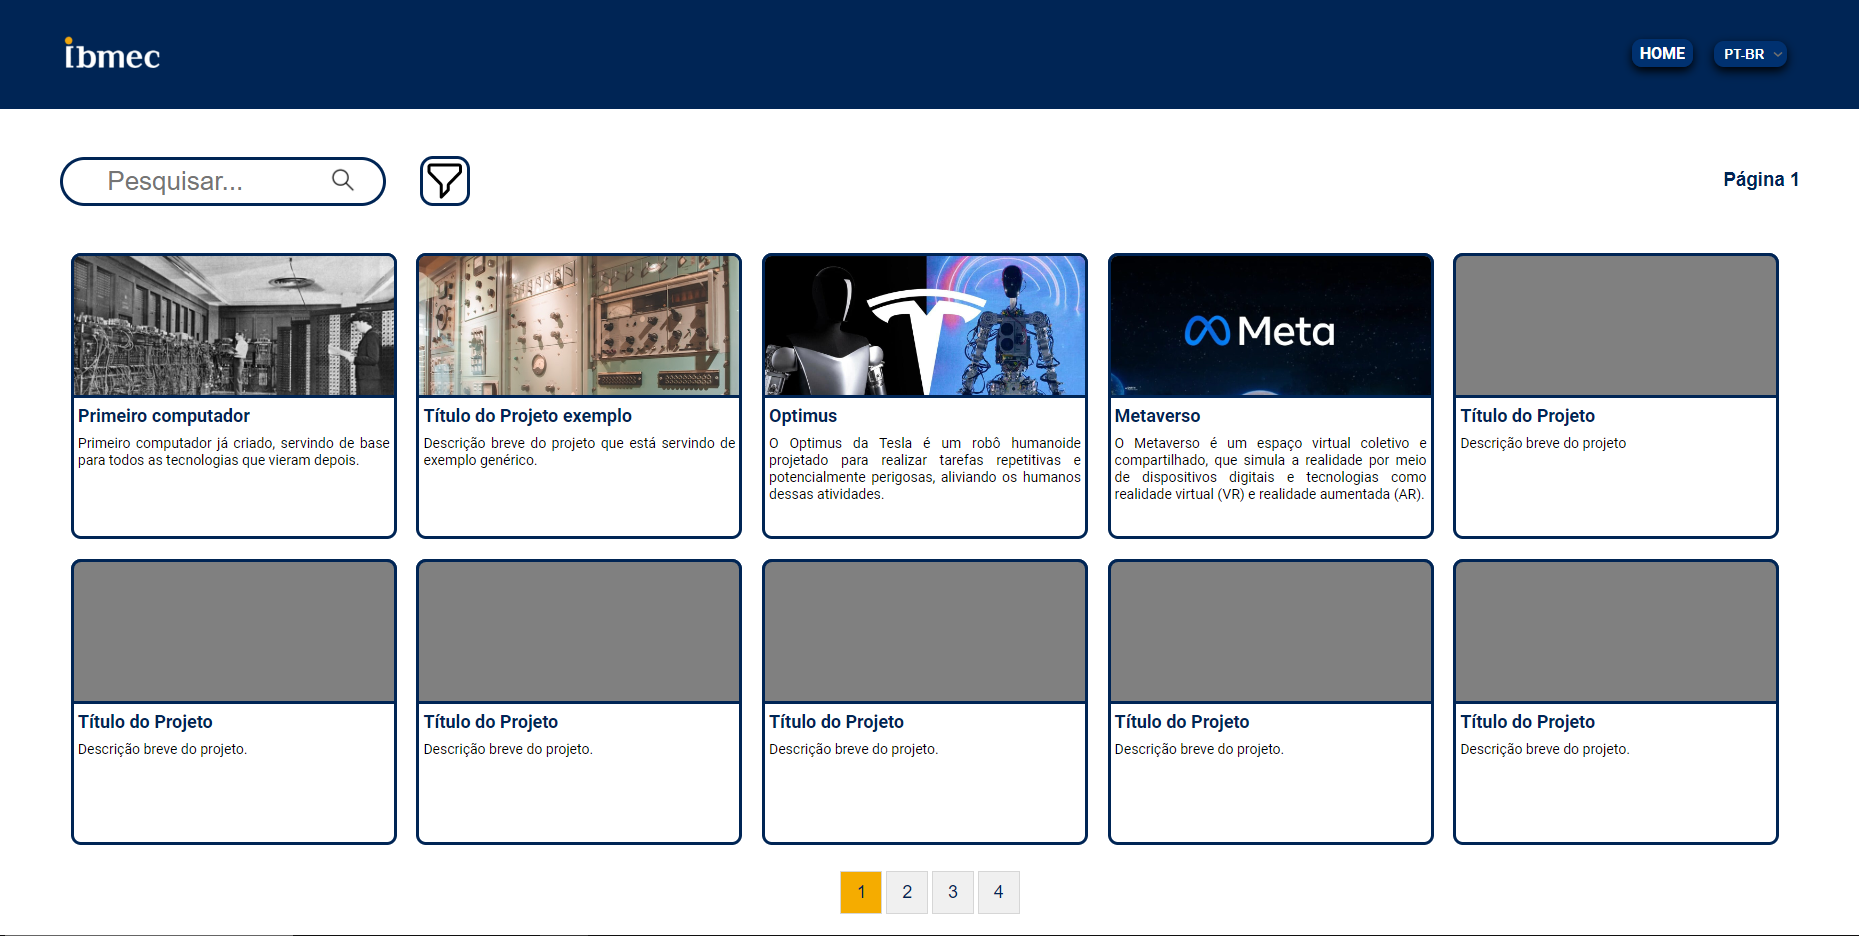 ibmec
HOME
PT-BR
Pesquisar...
Página 1
Primeiro computador
Primeiro computador já criado, servindo de base
para todos as tecnologias que vieram depois.
Título do Projeto exemplo
Descrição breve do projeto que está servindo de
exemplo genérico.
Optimus
O Optimus da Tesla é um robô humanoide
projetado para realizar tarefas repetitivas e
potencialmente perigosas, aliviando os humanos
dessas atividades.
Meta
Metaverso
O Metaverso é um espaço virtual coletivo e
compartilhado, que simula a realidade por meio
de dispositivos digitais e tecnologias como
realidade virtual (VR) e realidade aumentada (AR).
Título do Projeto
Descrição breve do projeto
Título do Projeto
Descrição breve do projeto.
Título do Projeto
Descrição breve do projeto.
Título do Projeto
Descrição breve do projeto.
Título do Projeto
Descrição breve do projeto.
Título do Projeto
Descrição breve do projeto.
1 2 3 4